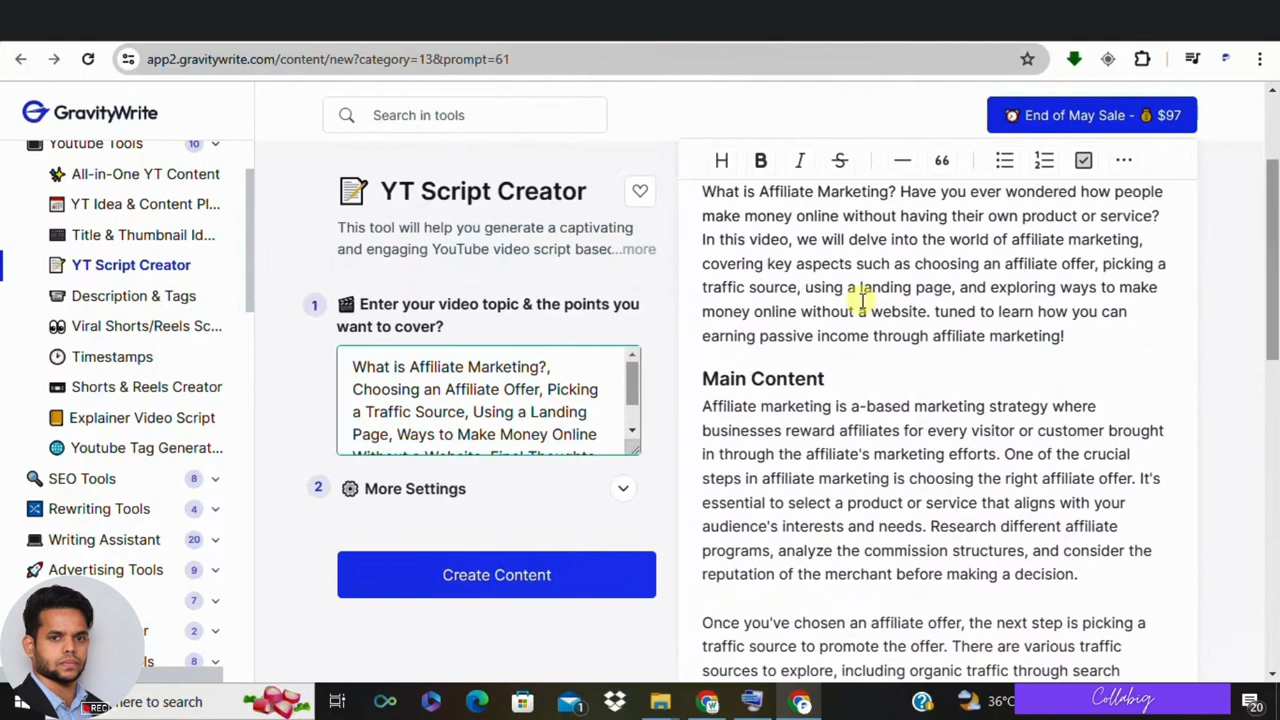 app2.gravitywrite.com/content/new?category=13&prompt=61
GravityWrite
Search in tools
End of May Sale - $97
Youtube Tools 10
All-in-One YT Content
YT Idea & Content Pl...
Title & Thumbnail Id...
YT Script Creator
Description & Tags
Viral Shorts/Reels Sc...
Timestamps
Shorts & Reels Creator
Explainer Video Script
Youtube Tag Generat...
SEO Tools 8
Rewriting Tools 4
Writing Assistant 20
Advertising Tools 9
7
r 2
ls 8
YT Script Creator
This tool will help you generate a captivating
and engaging YouTube video script basec...more
1 Enter your video topic & the points you
want to cover?
What is Affiliate Marketing?,
Choosing an Affiliate Offer, Picking
a Traffic Source, Using a Landing
Page, Ways to Make Money Online
Without a Website, Final Thoughts
2 More Settings
Create Content
H B I S 66
What is Affiliate Marketing? Have you ever wondered how people
make money online without having their own product or service?
In this video, we will delve into the world of affiliate marketing,
covering key aspects such as choosing an affiliate offer, picking a
traffic source, using a landing page, and exploring ways to make
money online without a website. tuned to learn how you can
earning passive income through affiliate marketing!
Main Content
Affiliate marketing is a-based marketing strategy where
businesses reward affiliates for every visitor or customer brought
in through the affiliate's marketing efforts. One of the crucial
steps in affiliate marketing is choosing the right affiliate offer. It's
essential to select a product or service that aligns with your
audience's interests and needs. Research different affiliate
programs, analyze the commission structures, and consider the
reputation of the merchant before making a decision.
Once you've chosen an affiliate offer, the next step is picking a
traffic source to promote the offer. There are various traffic
sources to explore, including organic traffic through search
REC
here to search
1
36°C
Collabig
20